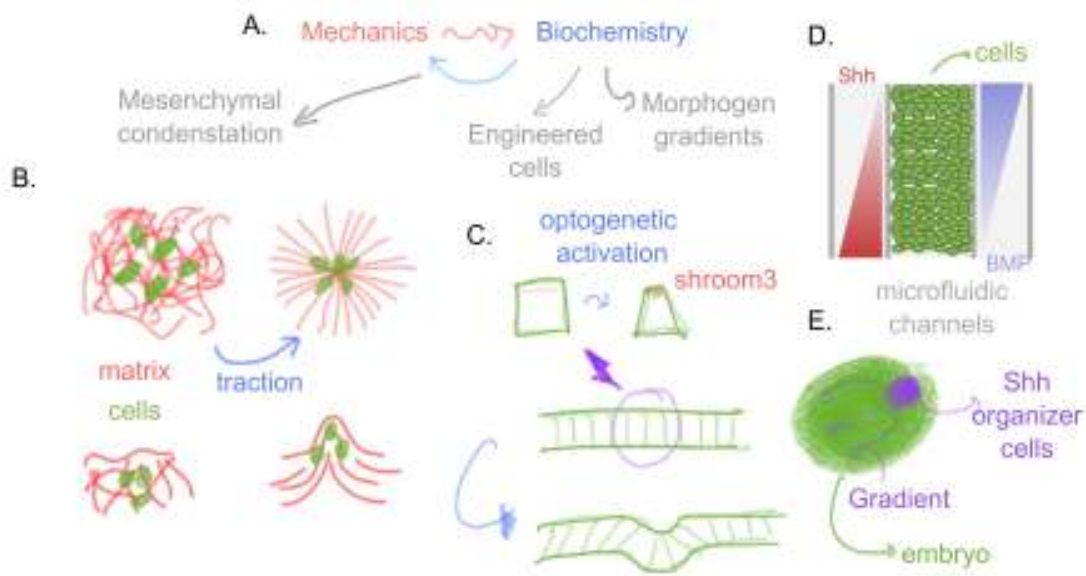 A.
Mechanics
Biochemistry
Mesenchymal
condenstation
Engineered
cells
Morphogen
gradients
B.
matrix
cells
traction
C.
optogenetic
activation
shroom3
D.
cells
Shh
BMP
microfluidic
channels
E.
Shh
organizer
cells
Gradient
embryo